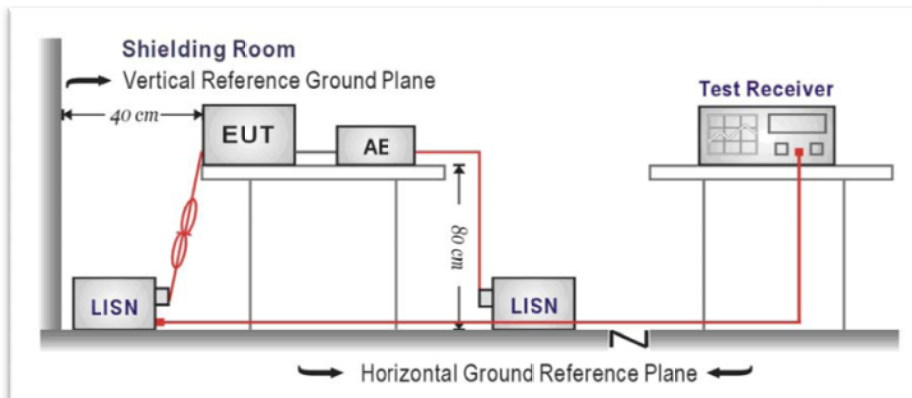 Shielding Room
Vertical Reference Ground Plane
Test Receiver
40 cm
EUT
AE
80 cm
LISN
LISN
Horizontal Ground Reference Plane